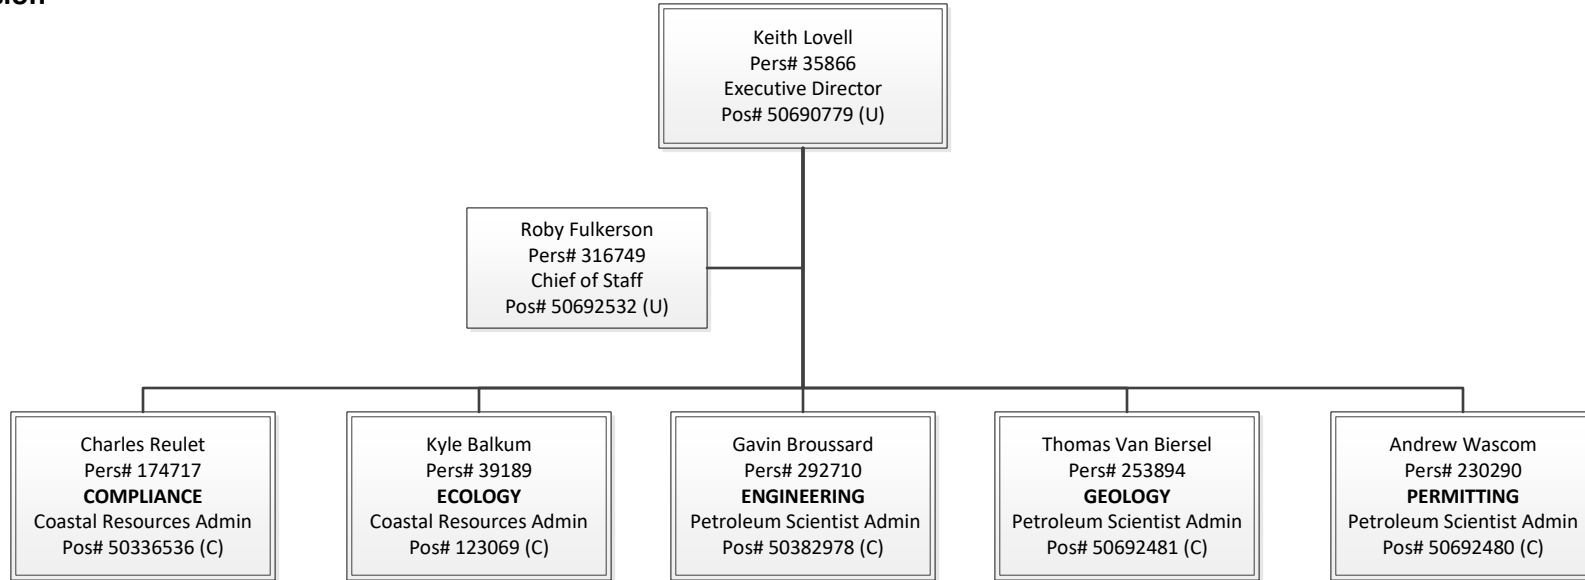 Keith Lovell
Pers# 35866
Executive Director
Pos# 50690779 (U)
Roby Fulkerson
Pers# 316749
Chief of Staff
Pos# 50692532 (U)
Charles Reulet
Pers# 174717
COMPLIANCE
Coastal Resources Admin
Pos# 50336536 (C)
Kyle Balkum
Pers# 39189
ECOLOGY
Coastal Resources Admin
Pos# 123069 (C)
Gavin Broussard
Pers# 292710
ENGINEERING
Petroleum Scientist Admin
Pos# 50382978 (C)
Thomas Van Biersel
Pers# 253894
GEOLOGY
Petroleum Scientist Admin
Pos# 50692481 (C)
Andrew Wascom
Pers# 230290
PERMITTING
Petroleum Scientist Admin
Pos# 50692480 (C)